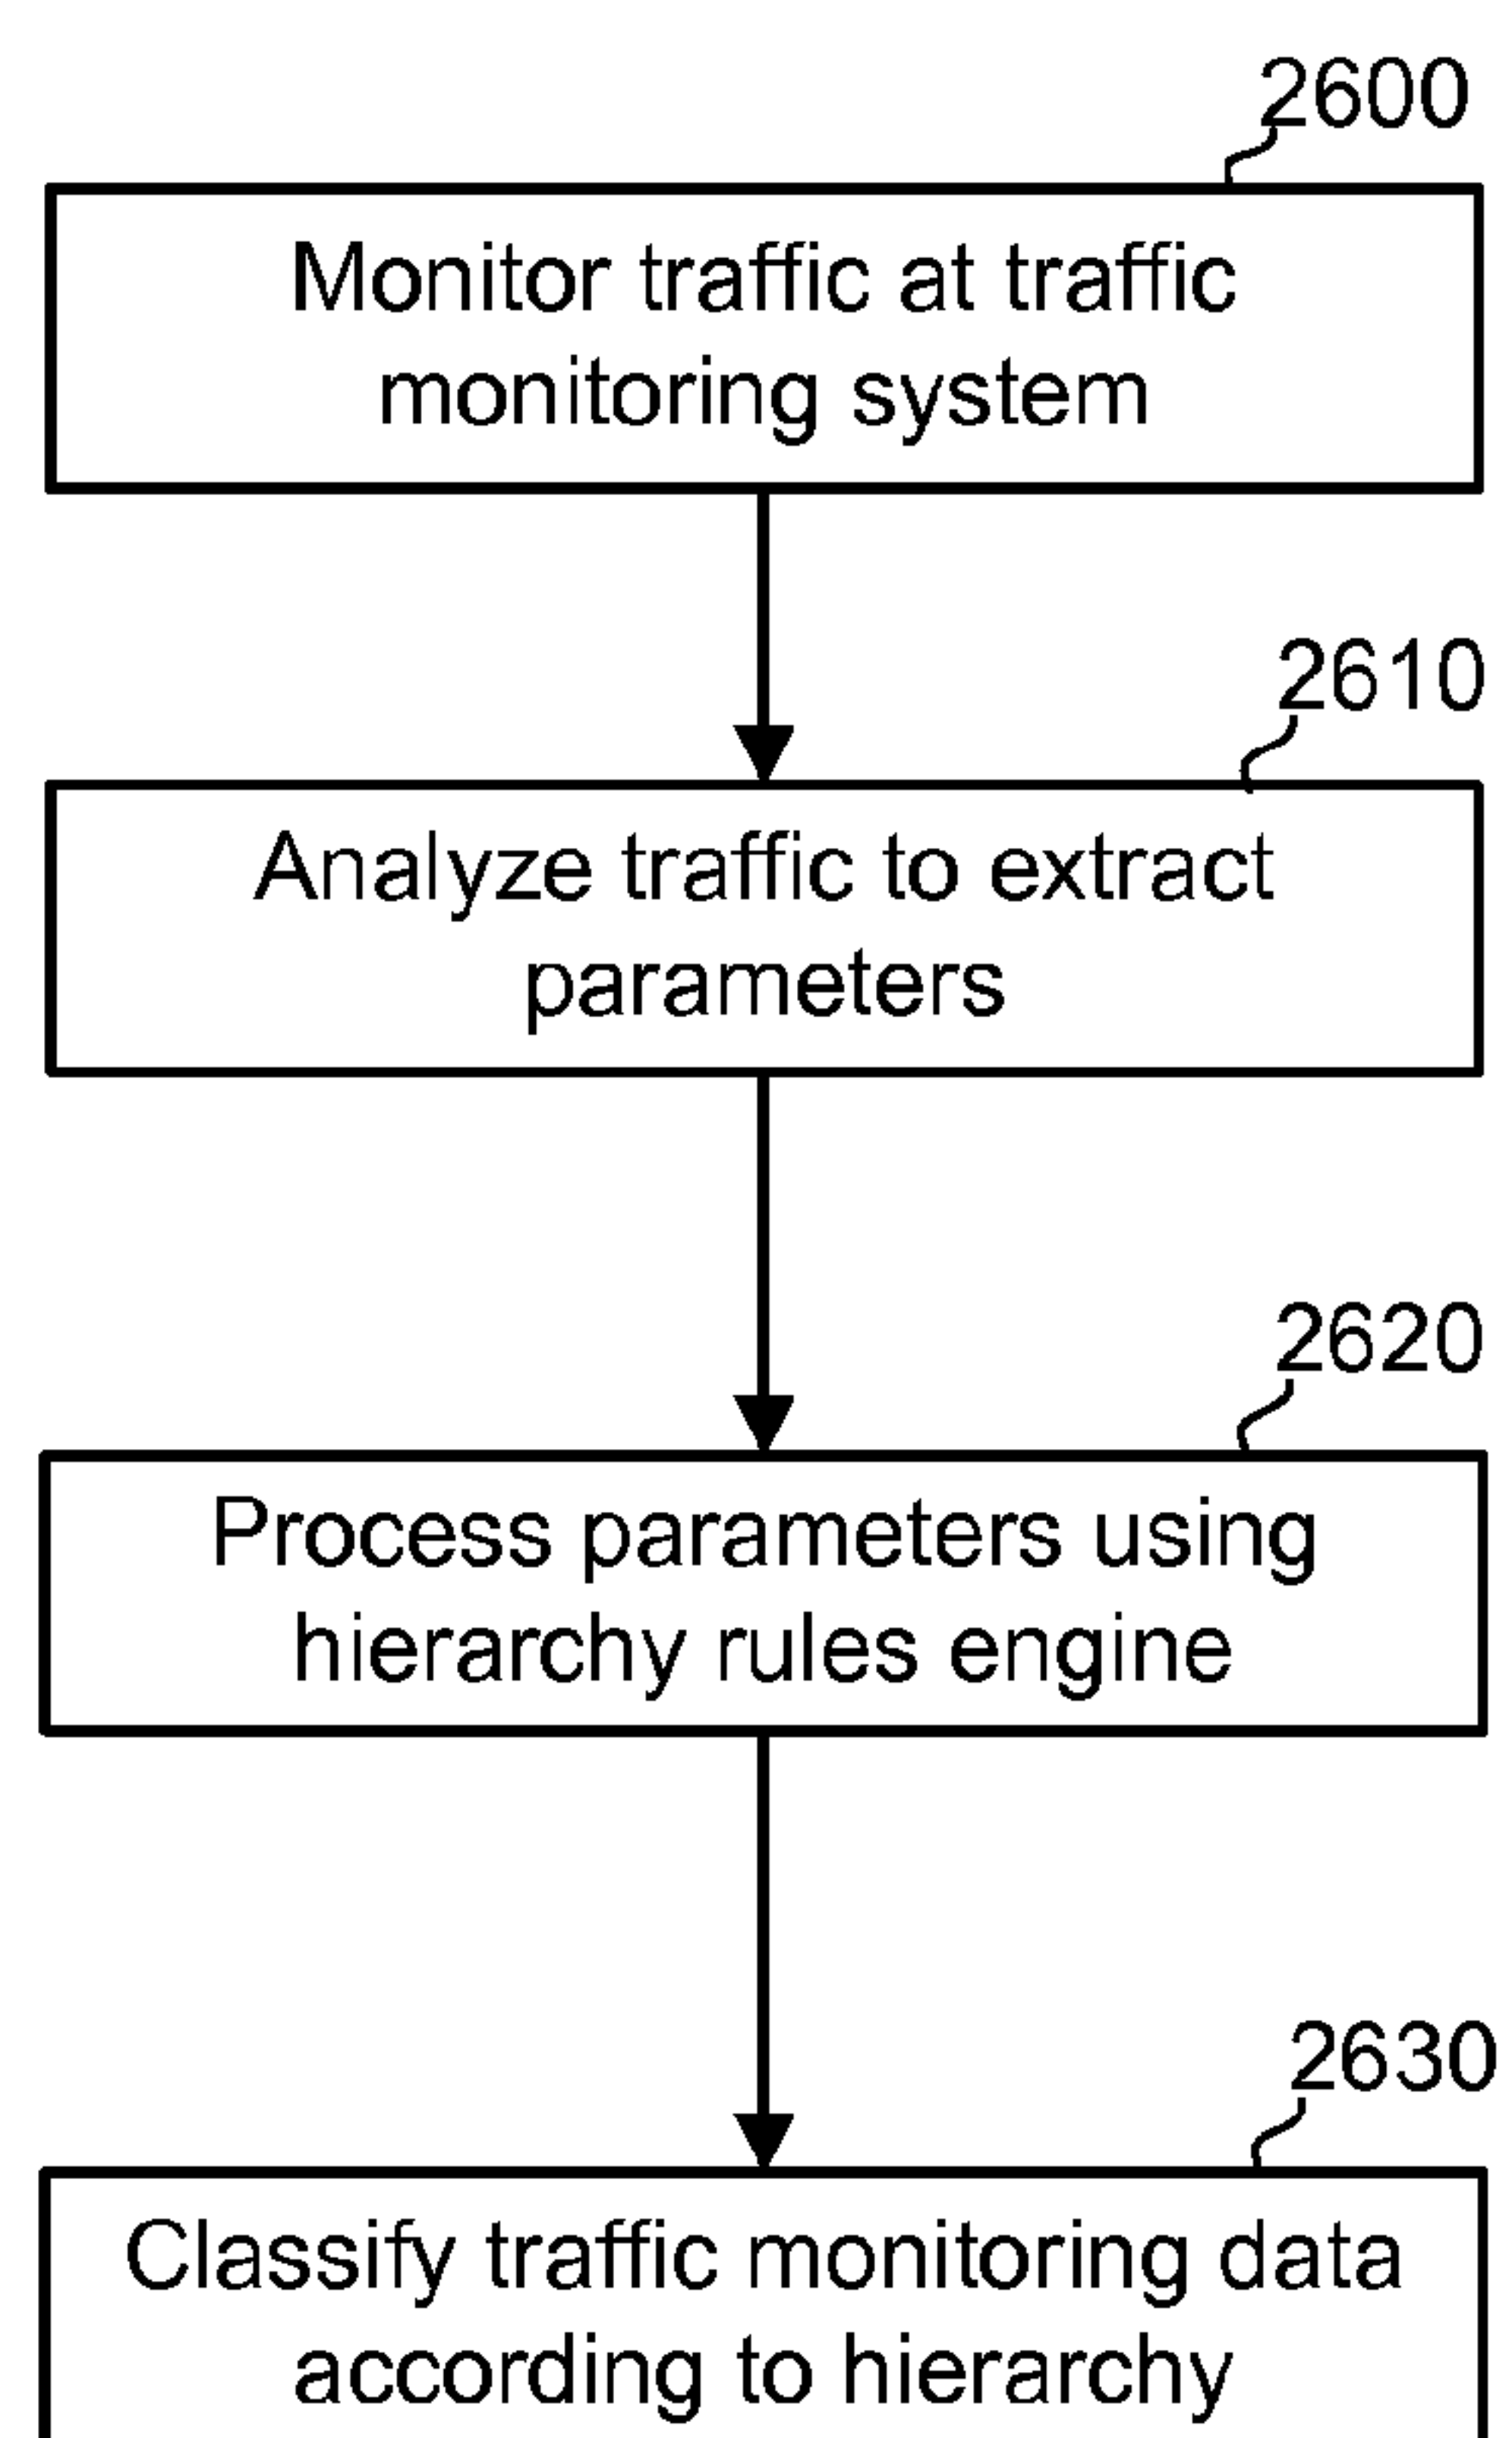 2600
Monitor traffic at traffic
monitoring system
2610
Analyze traffic to extract
parameters
2620
Process parameters using
hierarchy rules engine
2630
Classify traffic monitoring data
according to hierarchy